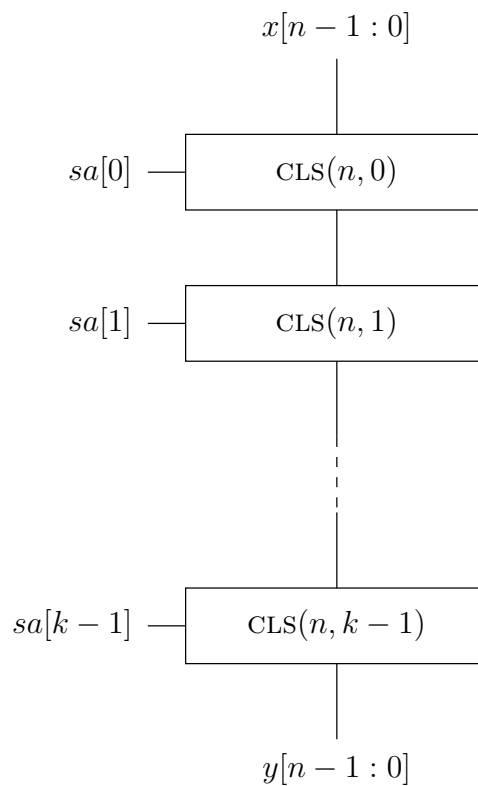 x[n − 1 : 0]
sa[0] CLS(n, 0)
sa[1] CLS(n, 1)
sa[k − 1] CLS(n, k − 1)
y[n − 1 : 0]